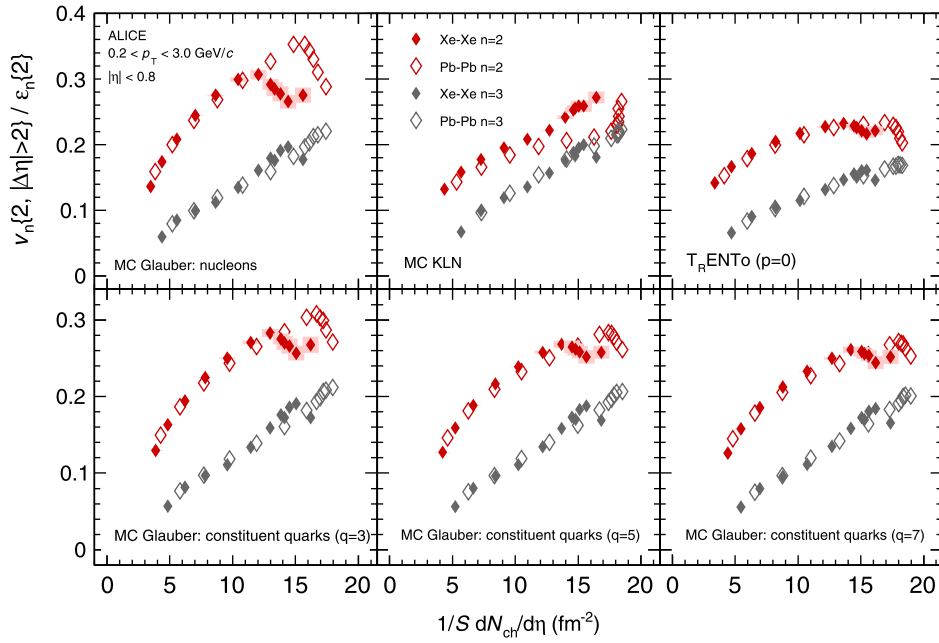 ALICE
0.2 < p_T < 3.0 GeV/c
|η| < 0.8
Xe-Xe n=2
Pb-Pb n=2
Xe-Xe n=3
Pb-Pb n=3
v_n{2, |Δη|>2} / ε_n{2}
0.4
0.3
0.2
0.1
0
MC Glauber: nucleons
MC KLN
T_RENTo (p=0)
0.3
0.2
0.1
0
MC Glauber: constituent quarks (q=3)
MC Glauber: constituent quarks (q=5)
MC Glauber: constituent quarks (q=7)
0 5 10 15 20
0 5 10 15 20
0 5 10 15 20
1/S dN_ch/dη (fm^-2)